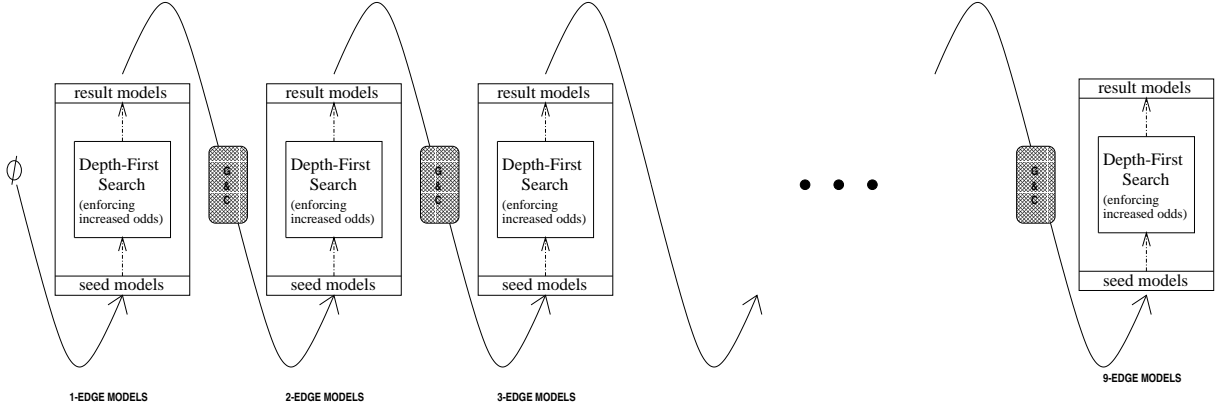 result models
Depth-First
Search
(enforcing
increased odds)
seed models
1-EDGE MODELS
G
&
C
result models
Depth-First
Search
(enforcing
increased odds)
seed models
2-EDGE MODELS
G
&
C
result models
Depth-First
Search
(enforcing
increased odds)
seed models
3-EDGE MODELS
G
&
C
result models
Depth-First
Search
(enforcing
increased odds)
seed models
9-EDGE MODELS
ϕ